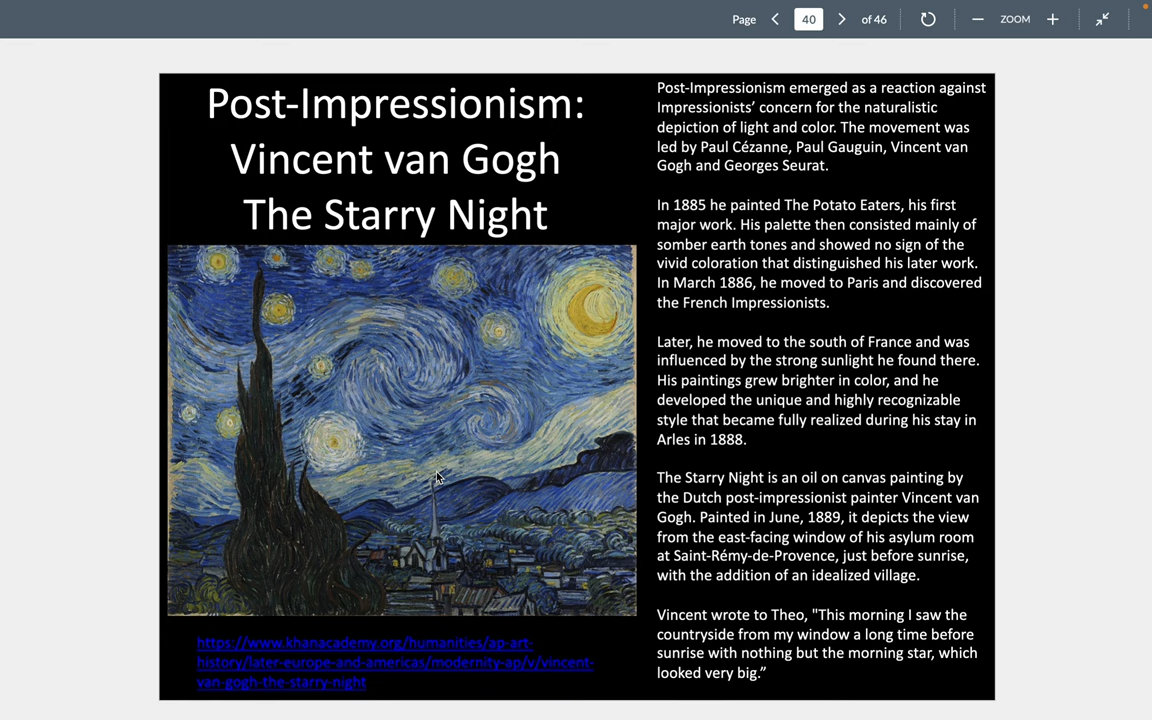 Page 40 of 46 ZOOM
Post-Impressionism:
Vincent van Gogh
The Starry Night
https://www.khanacademy.org/humanities/ap-art-
history/later-europe-and-americas/modernity-ap/v/vincent-
van-gogh-the-starry-night
Post-Impressionism emerged as a reaction against
Impressionists’ concern for the naturalistic
depiction of light and color. The movement was
led by Paul Cézanne, Paul Gauguin, Vincent van
Gogh and Georges Seurat.
In 1885 he painted The Potato Eaters, his first
major work. His palette then consisted mainly of
somber earth tones and showed no sign of the
vivid coloration that distinguished his later work.
In March 1886, he moved to Paris and discovered
the French Impressionists.
Later, he moved to the south of France and was
influenced by the strong sunlight he found there.
His paintings grew brighter in color, and he
developed the unique and highly recognizable
style that became fully realized during his stay in
Arles in 1888.
The Starry Night is an oil on canvas painting by
the Dutch post-impressionist painter Vincent van
Gogh. Painted in June, 1889, it depicts the view
from the east-facing window of his asylum room
at Saint-Rémy-de-Provence, just before sunrise,
with the addition of an idealized village.
Vincent wrote to Theo, "This morning I saw the
countryside from my window a long time before
sunrise with nothing but the morning star, which
looked very big.”